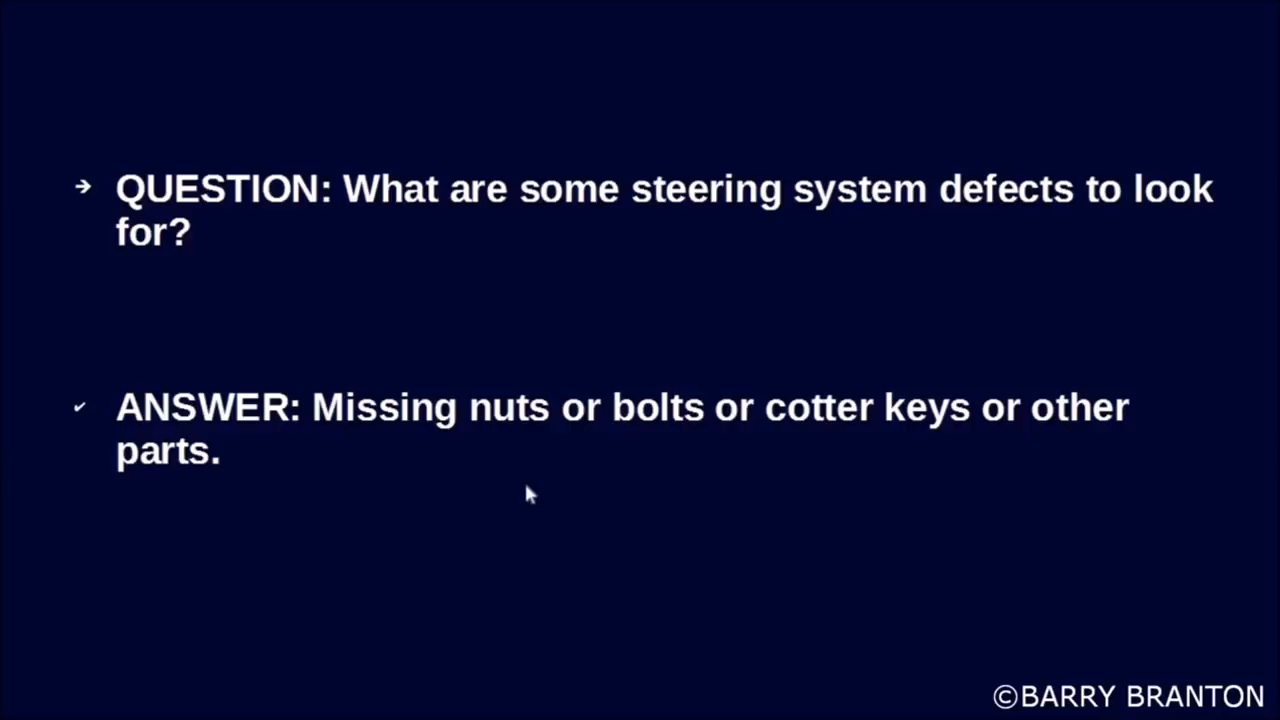 QUESTION: What are some steering system defects to look
for?
ANSWER: Missing nuts or bolts or cotter keys or other
parts.
©BARRY BRANTON